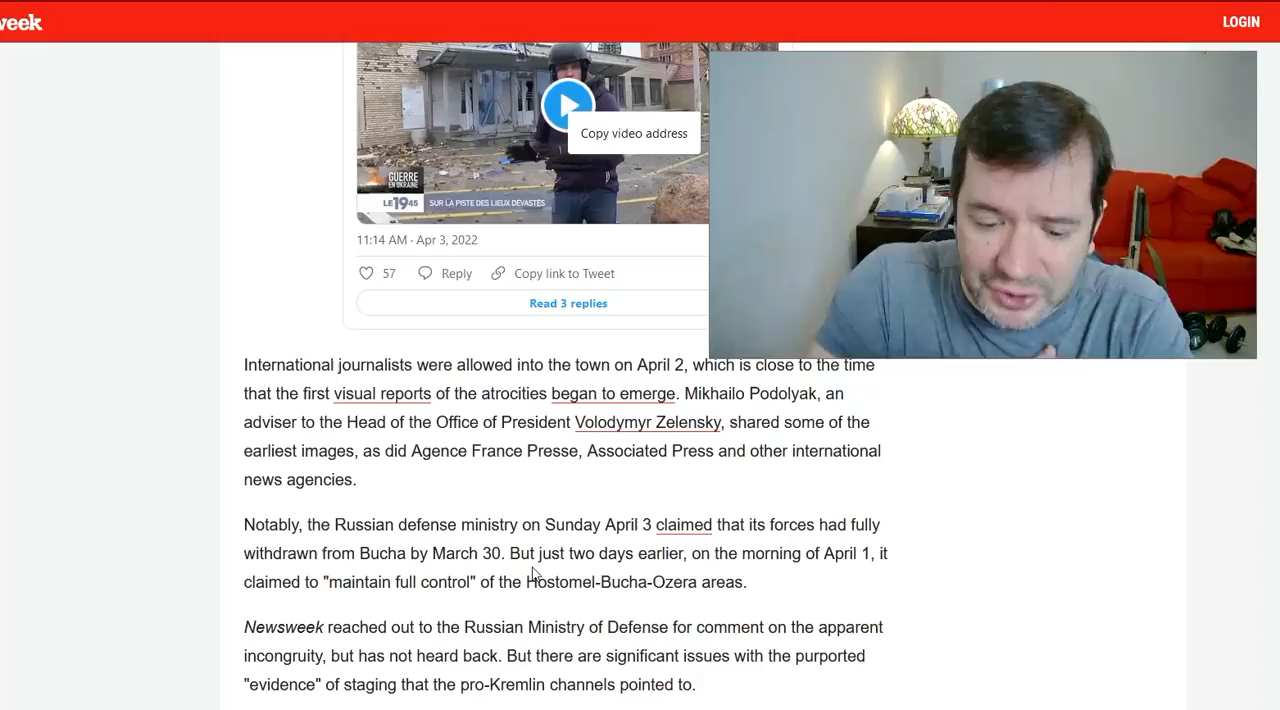 week
LOGIN
Copy video address
GUERRE
EN UKRAINE
LE 19 45
SUR LA PISTE DES LIEUX DÉVASTÉS
11:14 AM · Apr 3, 2022
57 Reply Copy link to Tweet
Read 3 replies
International journalists were allowed into the town on April 2, which is close to the time
that the first visual reports of the atrocities began to emerge. Mikhailo Podolyak, an
adviser to the Head of the Office of President Volodymyr Zelensky, shared some of the
earliest images, as did Agence France Presse, Associated Press and other international
news agencies.
Notably, the Russian defense ministry on Sunday April 3 claimed that its forces had fully
withdrawn from Bucha by March 30. But just two days earlier, on the morning of April 1, it
claimed to "maintain full control" of the Hostomel-Bucha-Ozera areas.
Newsweek reached out to the Russian Ministry of Defense for comment on the apparent
incongruity, but has not heard back. But there are significant issues with the purported
"evidence" of staging that the pro-Kremlin channels pointed to.